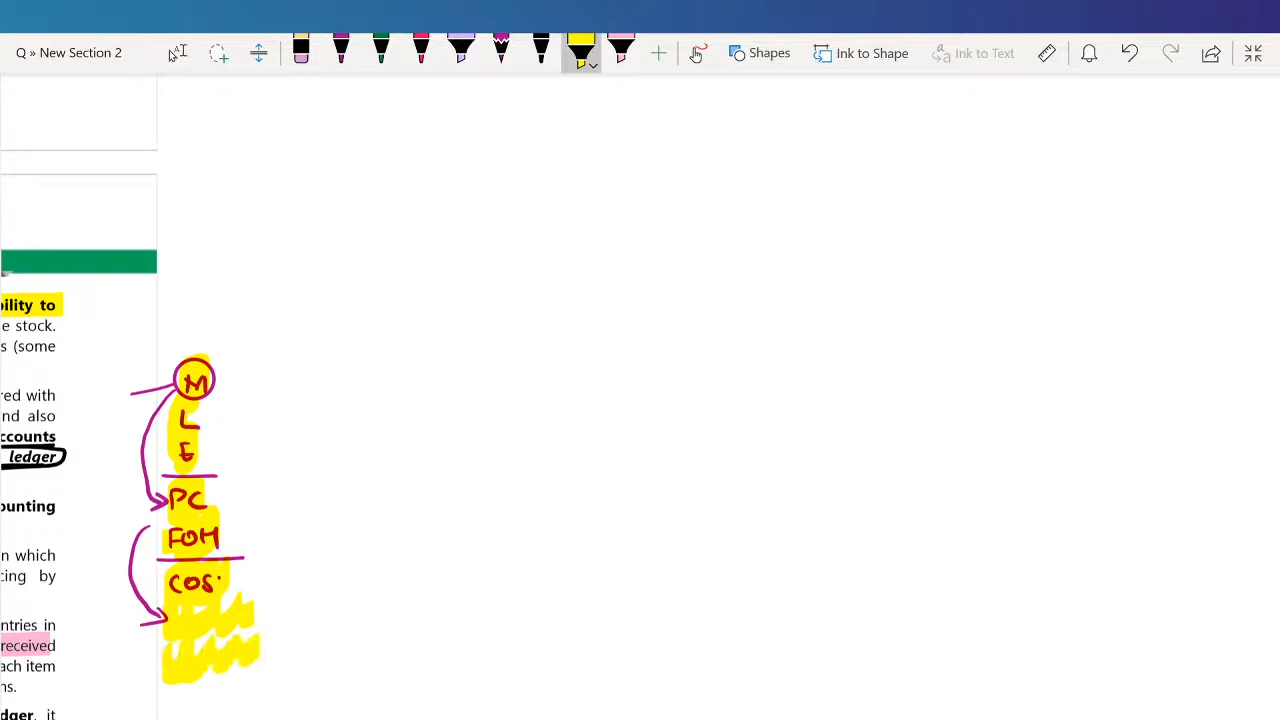 Q » New Section 2
Shapes
Ink to Shape
Ink to Text
bility to
e stock.
s (some
red with
nd also
ccounts
ledger
ounting
n which
cing by
ntries in
received
ach item
ns.
dger, it
M
L
E
PC
FOH
COS